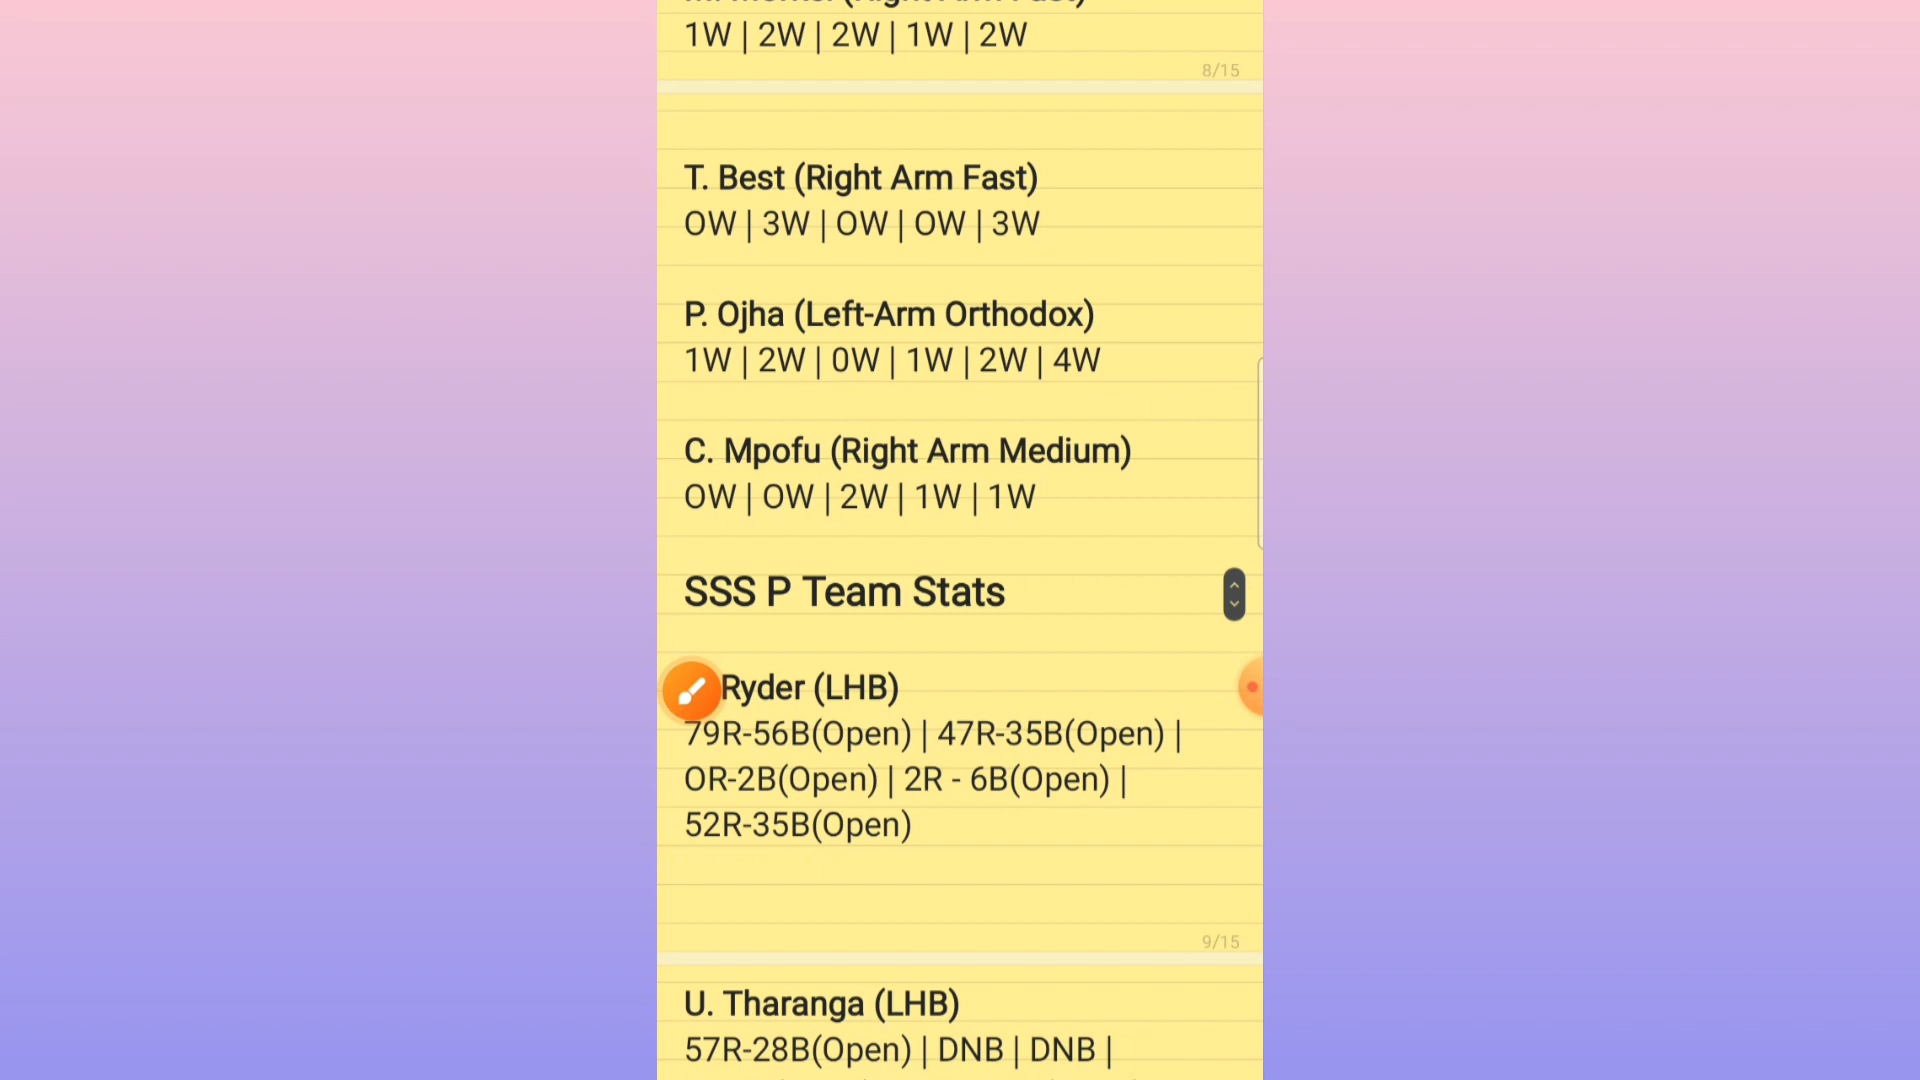 1W | 2W | 2W | 1W | 2W
8/15
T. Best (Right Arm Fast)
OW | 3W | OW | OW | 3W
P. Ojha (Left-Arm Orthodox)
1W | 2W | 0W | 1W | 2W | 4W
C. Mpofu (Right Arm Medium)
OW | OW | 2W | 1W | 1W
SSS P Team Stats
Ryder (LHB)
79R-56B(Open) | 47R-35B(Open) |
OR-2B(Open) | 2R - 6B(Open) |
52R-35B(Open)
9/15
U. Tharanga (LHB)
57R-28B(Open) | DNB | DNB |